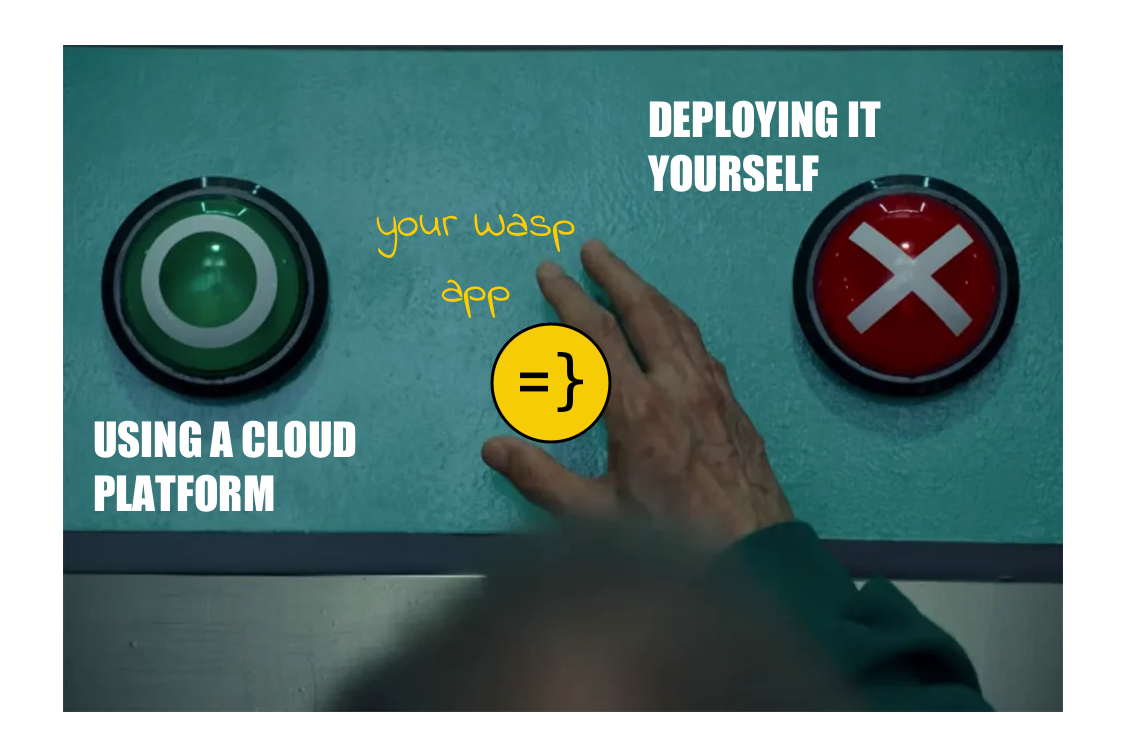 DEPLOYING IT
YOURSELF
your wasp
app
=}
USING A CLOUD
PLATFORM